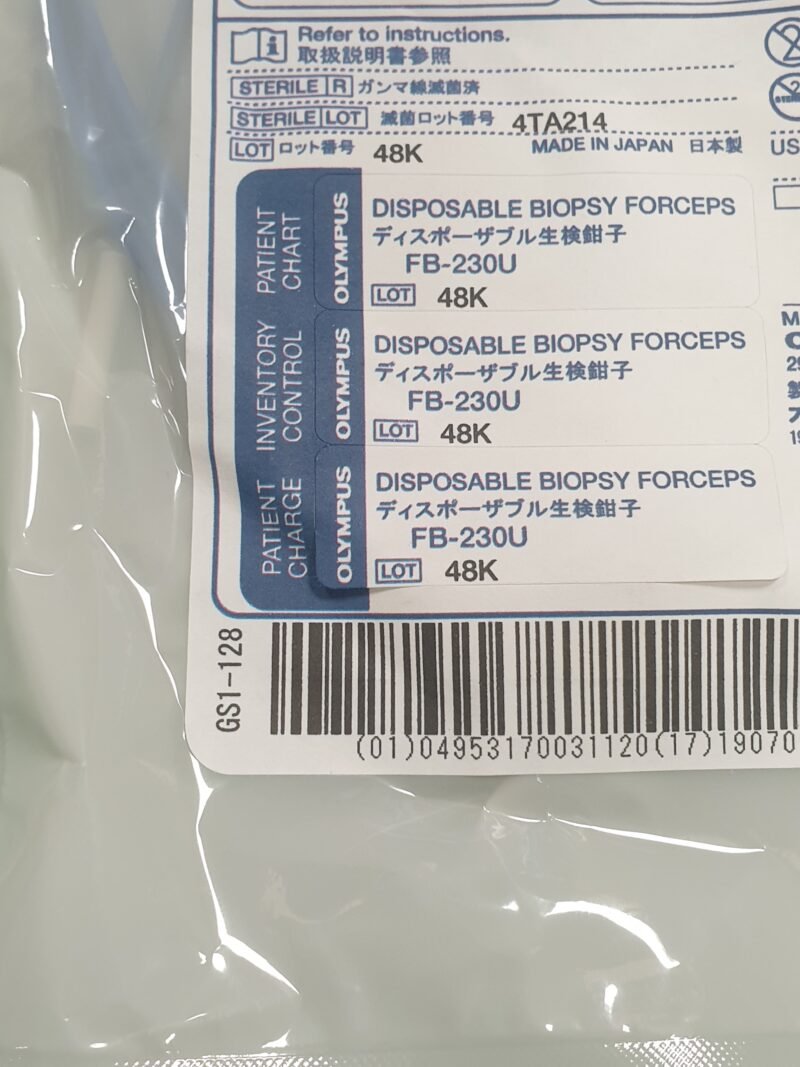 Refer to instructions.
取扱説明書参照
STERILE R ガンマ線滅菌済
STERILE LOT 滅菌ロット番号 4TA214
LOT ロット番号 48K MADE IN JAPAN 日本製 US
PATIENT CHART
OLYMPUS
DISPOSABLE BIOPSY FORCEPS
ディスポーザブル生検鉗子
FB-230U
LOT 48K
INVENTORY CONTROL
OLYMPUS
DISPOSABLE BIOPSY FORCEPS
ディスポーザブル生検鉗子
FB-230U
LOT 48K
PATIENT CHARGE
OLYMPUS
DISPOSABLE BIOPSY FORCEPS
ディスポーザブル生検鉗子
FB-230U
LOT 48K
GS1-128
(01)04953170031120(17)19070